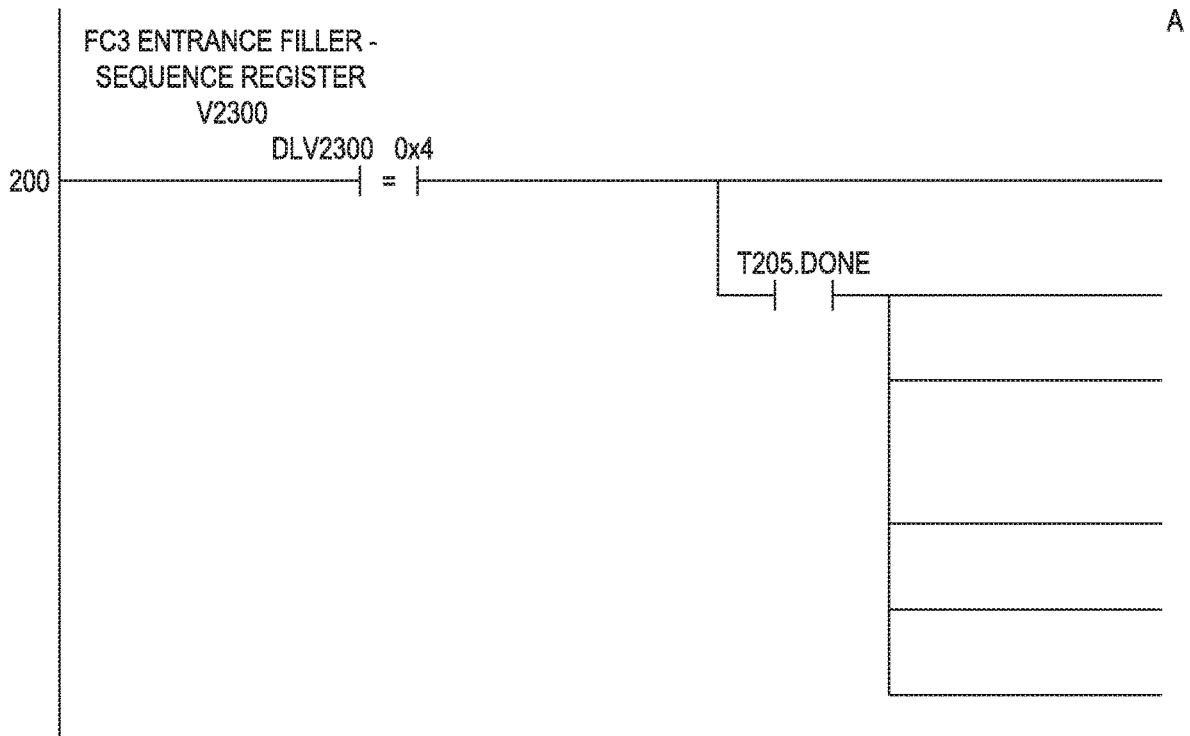 A
FC3 ENTRANCE FILLER -
SEQUENCE REGISTER
V2300
DLV2300 0x4
200
=
T205.DONE